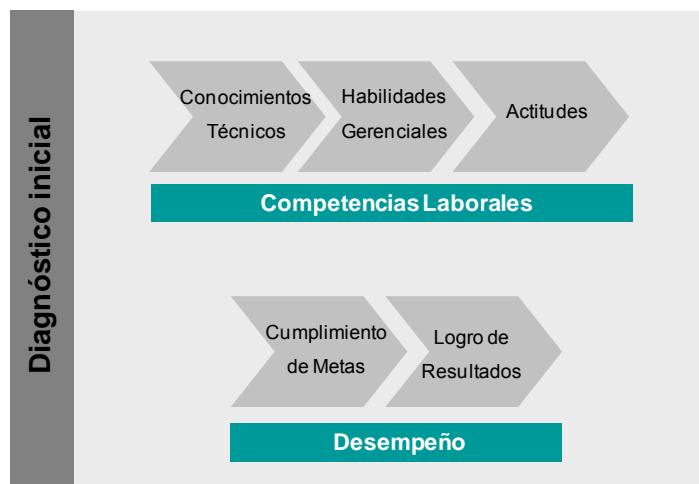 Diagnóstico inicial
Conocimientos
Técnicos
Habilidades
Gerenciales
Actitudes
Competencias Laborales
Cumplimiento
de Metas
Logro de
Resultados
Desempeño